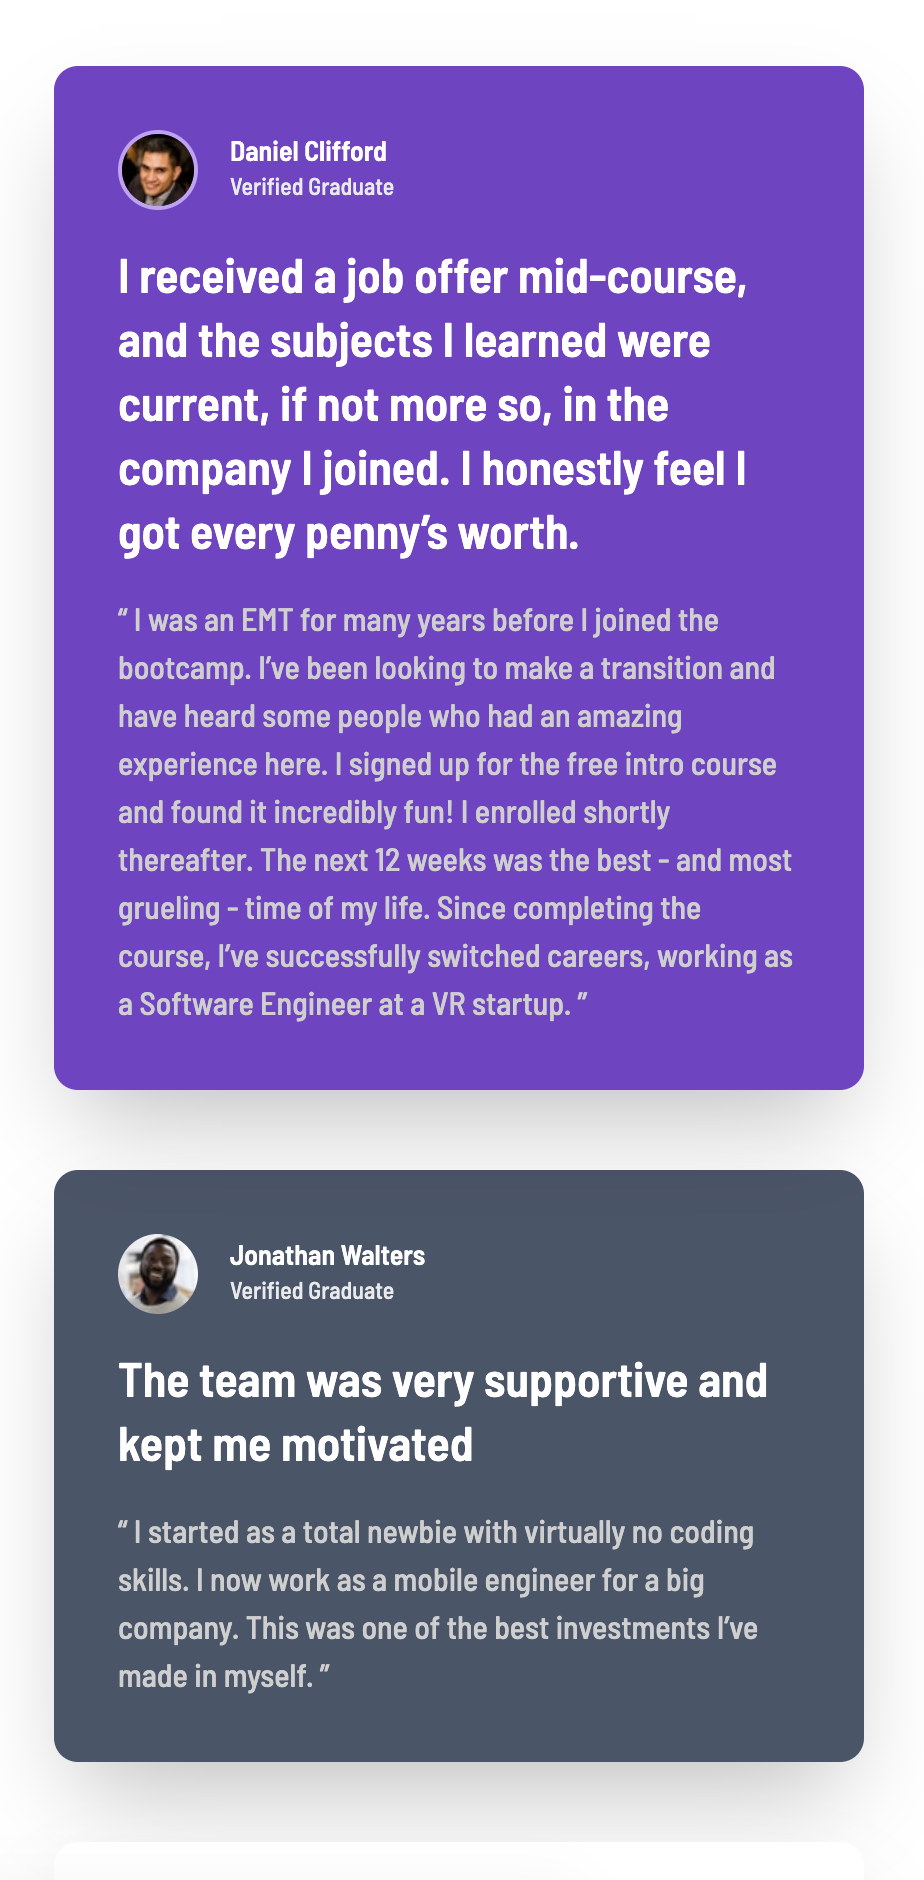 Daniel Clifford
Verified Graduate
I received a job offer mid-course,
and the subjects I learned were
current, if not more so, in the
company I joined. I honestly feel I
got every penny’s worth.
“ I was an EMT for many years before I joined the
bootcamp. I’ve been looking to make a transition and
have heard some people who had an amazing
experience here. I signed up for the free intro course
and found it incredibly fun! I enrolled shortly
thereafter. The next 12 weeks was the best - and most
grueling - time of my life. Since completing the
course, I’ve successfully switched careers, working as
a Software Engineer at a VR startup. ”
Jonathan Walters
Verified Graduate
The team was very supportive and
kept me motivated
“ I started as a total newbie with virtually no coding
skills. I now work as a mobile engineer for a big
company. This was one of the best investments I’ve
made in myself. ”